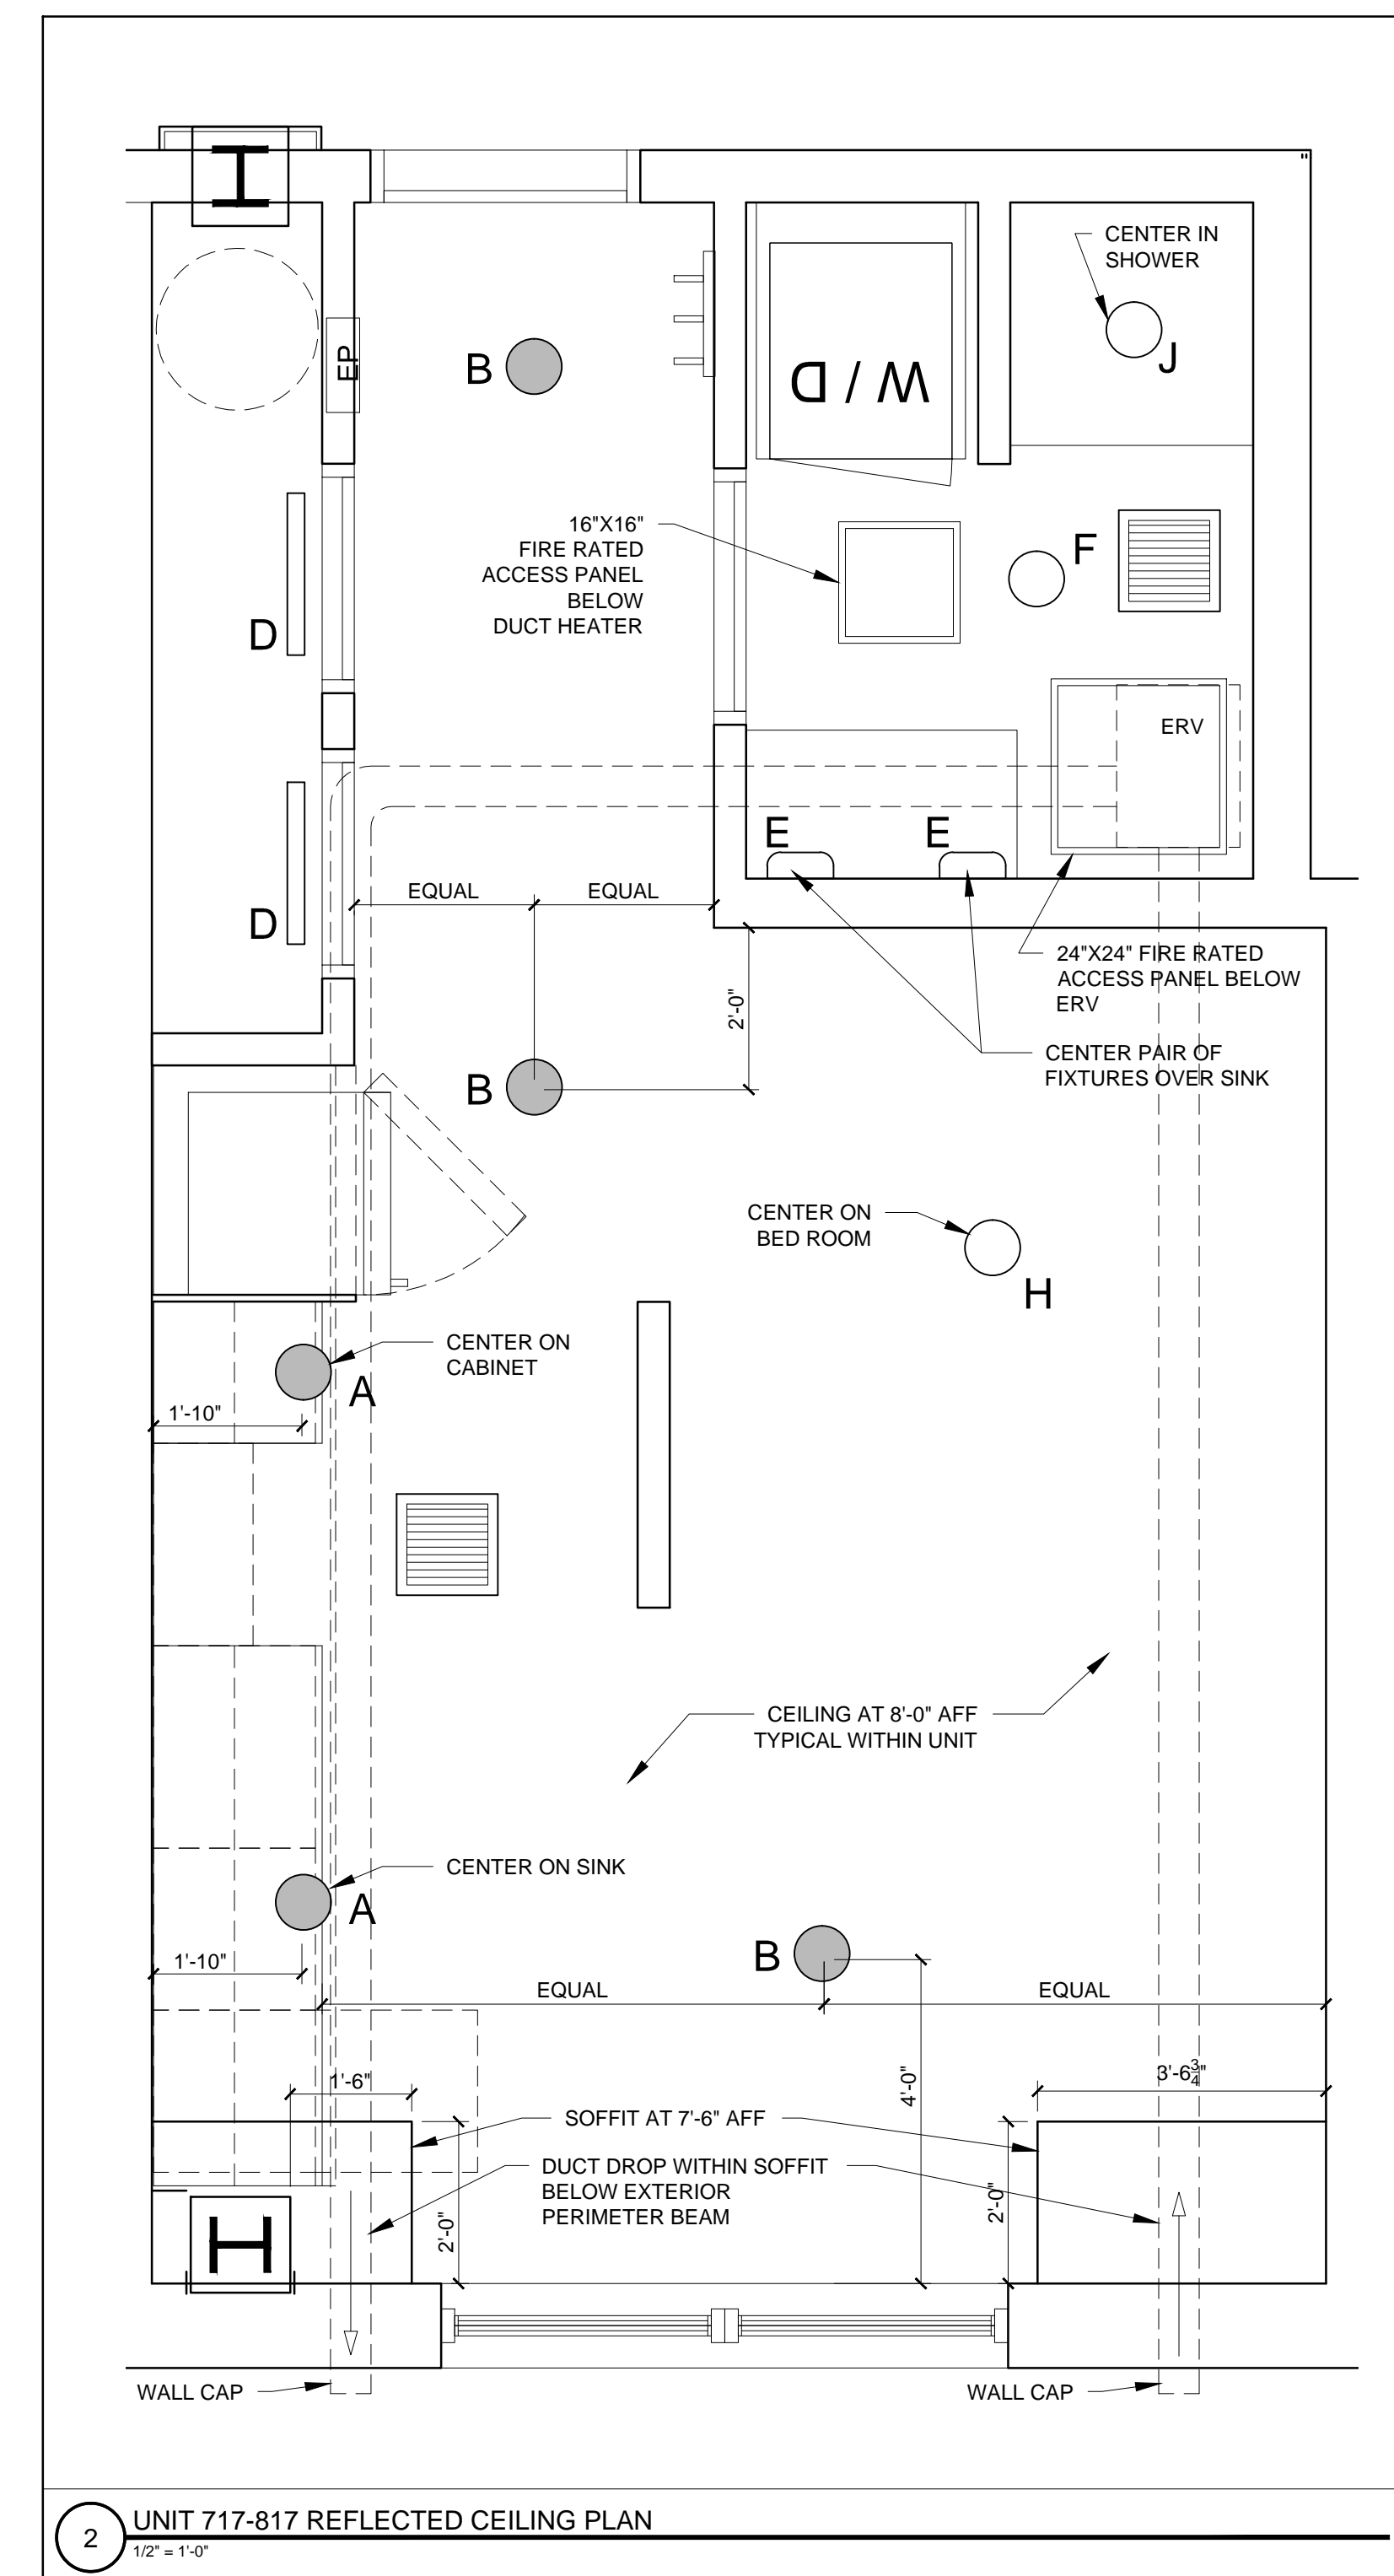 "
CENTER IN
SHOWER
J
EP
B
W / D
16"X16"
FIRE RATED
ACCESS PANEL
BELOW
DUCT HEATER
F
D
ERV
E
E
EQUAL
EQUAL
D
24"X24" FIRE RATED
ACCESS PANEL BELOW
ERV
2'-0"
CENTER PAIR OF
FIXTURES OVER SINK
B
CENTER ON
BED ROOM
H
CENTER ON
CABINET
A
1'-10"
CEILING AT 8'-0" AFF
TYPICAL WITHIN UNIT
CENTER ON SINK
A
B
1'-10"
EQUAL
EQUAL
1'-6"
4'-0"
3'-6 3/4"
SOFFIT AT 7'-6" AFF
DUCT DROP WITHIN SOFFIT
BELOW EXTERIOR
PERIMETER BEAM
2'-0"
2'-0"
WALL CAP
WALL CAP
2
UNIT 717-817 REFLECTED CEILING PLAN
1/2" = 1'-0"